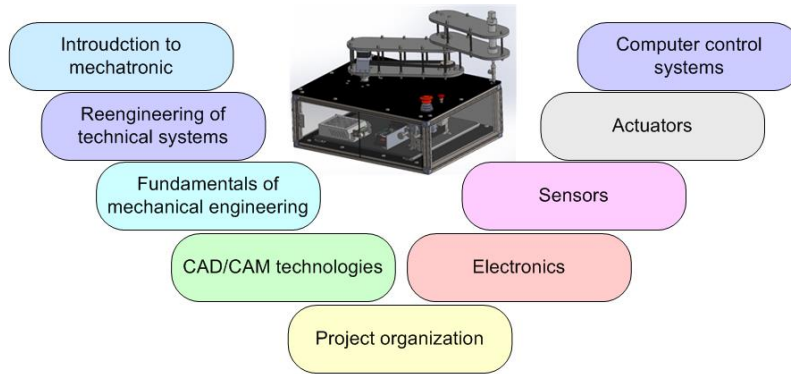 Introudction to
mechatronic
Reengineering of
technical systems
Fundamentals of
mechanical engineering
CAD/CAM technologies
Project organization
Electronics
Sensors
Actuators
Computer control
systems